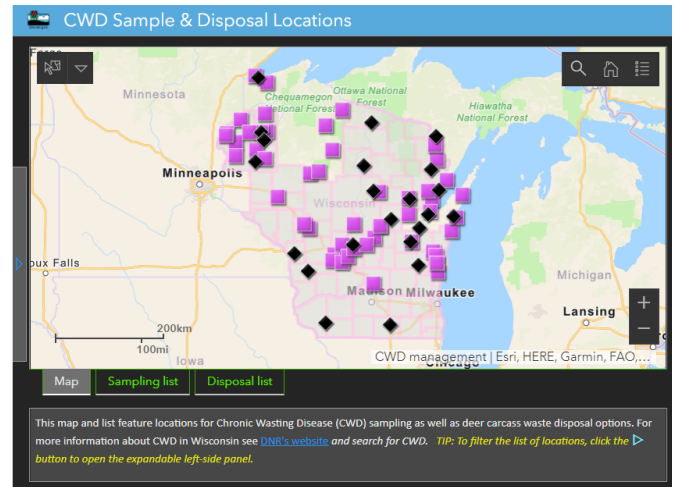 CWD Sample & Disposal Locations
Minnesota
Chequamegon
National Forest
Ottawa National
Forest
Hiawatha
National Forest
Minneapolis
Wisconsin
Sioux Falls
Michigan
Madison
Milwaukee
Lansing
+
−
200km
100mi
Iowa
CWD management | Esri, HERE, Garmin, FAO,...
Chicago
Map
Sampling list
Disposal list
This map and list feature locations for Chronic Wasting Disease (CWD) sampling as well as deer carcass waste disposal options. For
more information about CWD in Wisconsin see DNR's website and search for CWD. TIP: To filter the list of locations, click the ▷
button to open the expandable left-side panel.